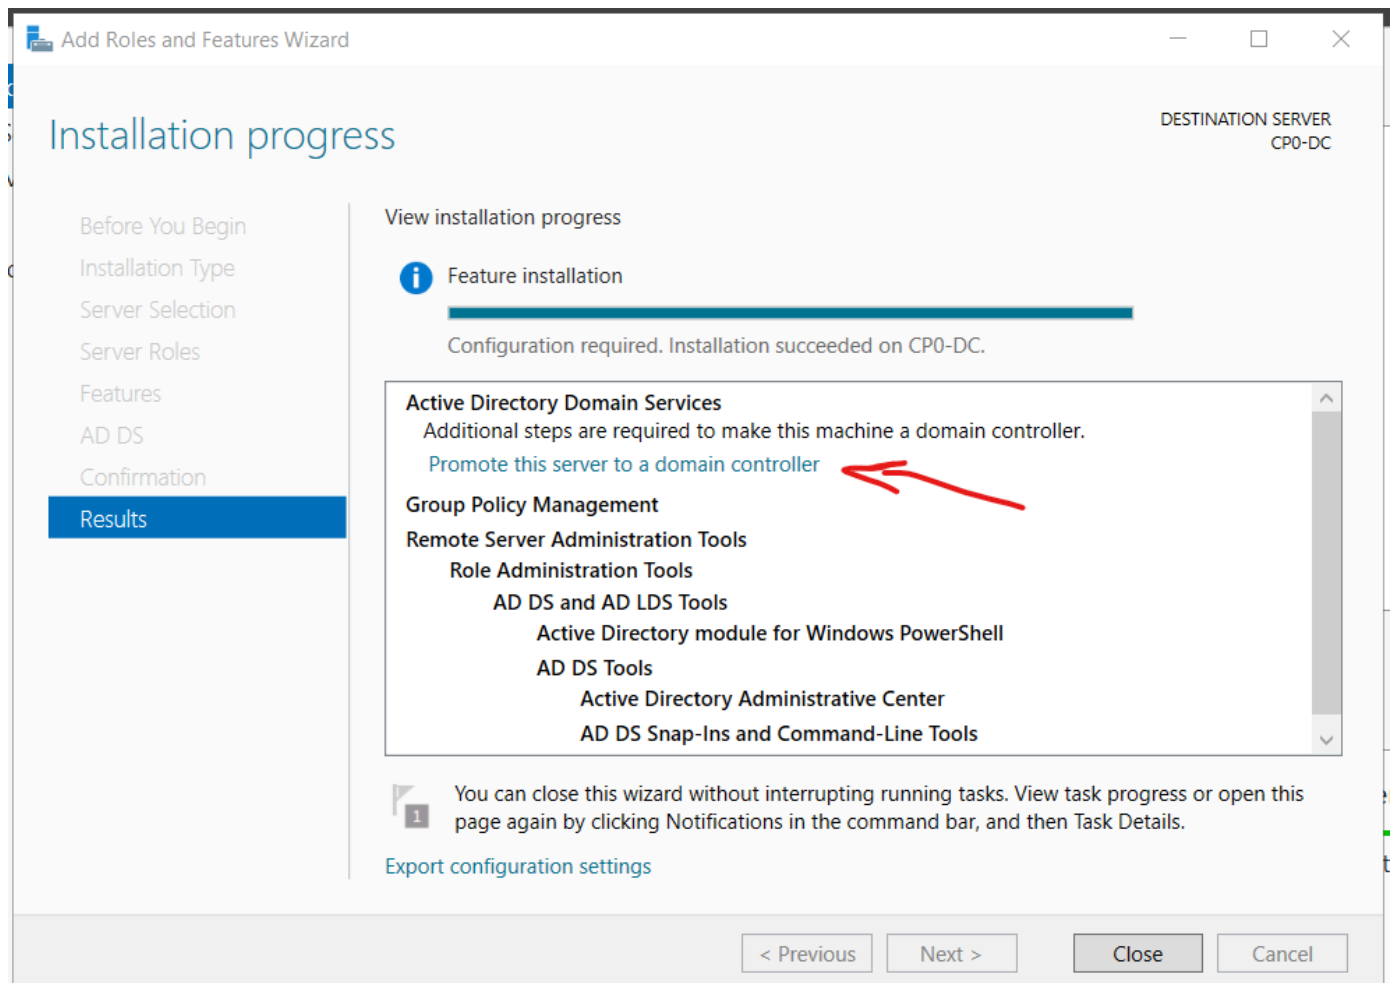 Add Roles and Features Wizard
Installation progress
DESTINATION SERVER
CP0-DC
Before You Begin
Installation Type
Server Selection
Server Roles
Features
AD DS
Confirmation
Results
View installation progress
Feature installation
Configuration required. Installation succeeded on CP0-DC.
Active Directory Domain Services
Additional steps are required to make this machine a domain controller.
Promote this server to a domain controller
Group Policy Management
Remote Server Administration Tools
Role Administration Tools
AD DS and AD LDS Tools
Active Directory module for Windows PowerShell
AD DS Tools
Active Directory Administrative Center
AD DS Snap-Ins and Command-Line Tools
1
You can close this wizard without interrupting running tasks. View task progress or open this
page again by clicking Notifications in the command bar, and then Task Details.
Export configuration settings
< Previous
Next >
Close
Cancel